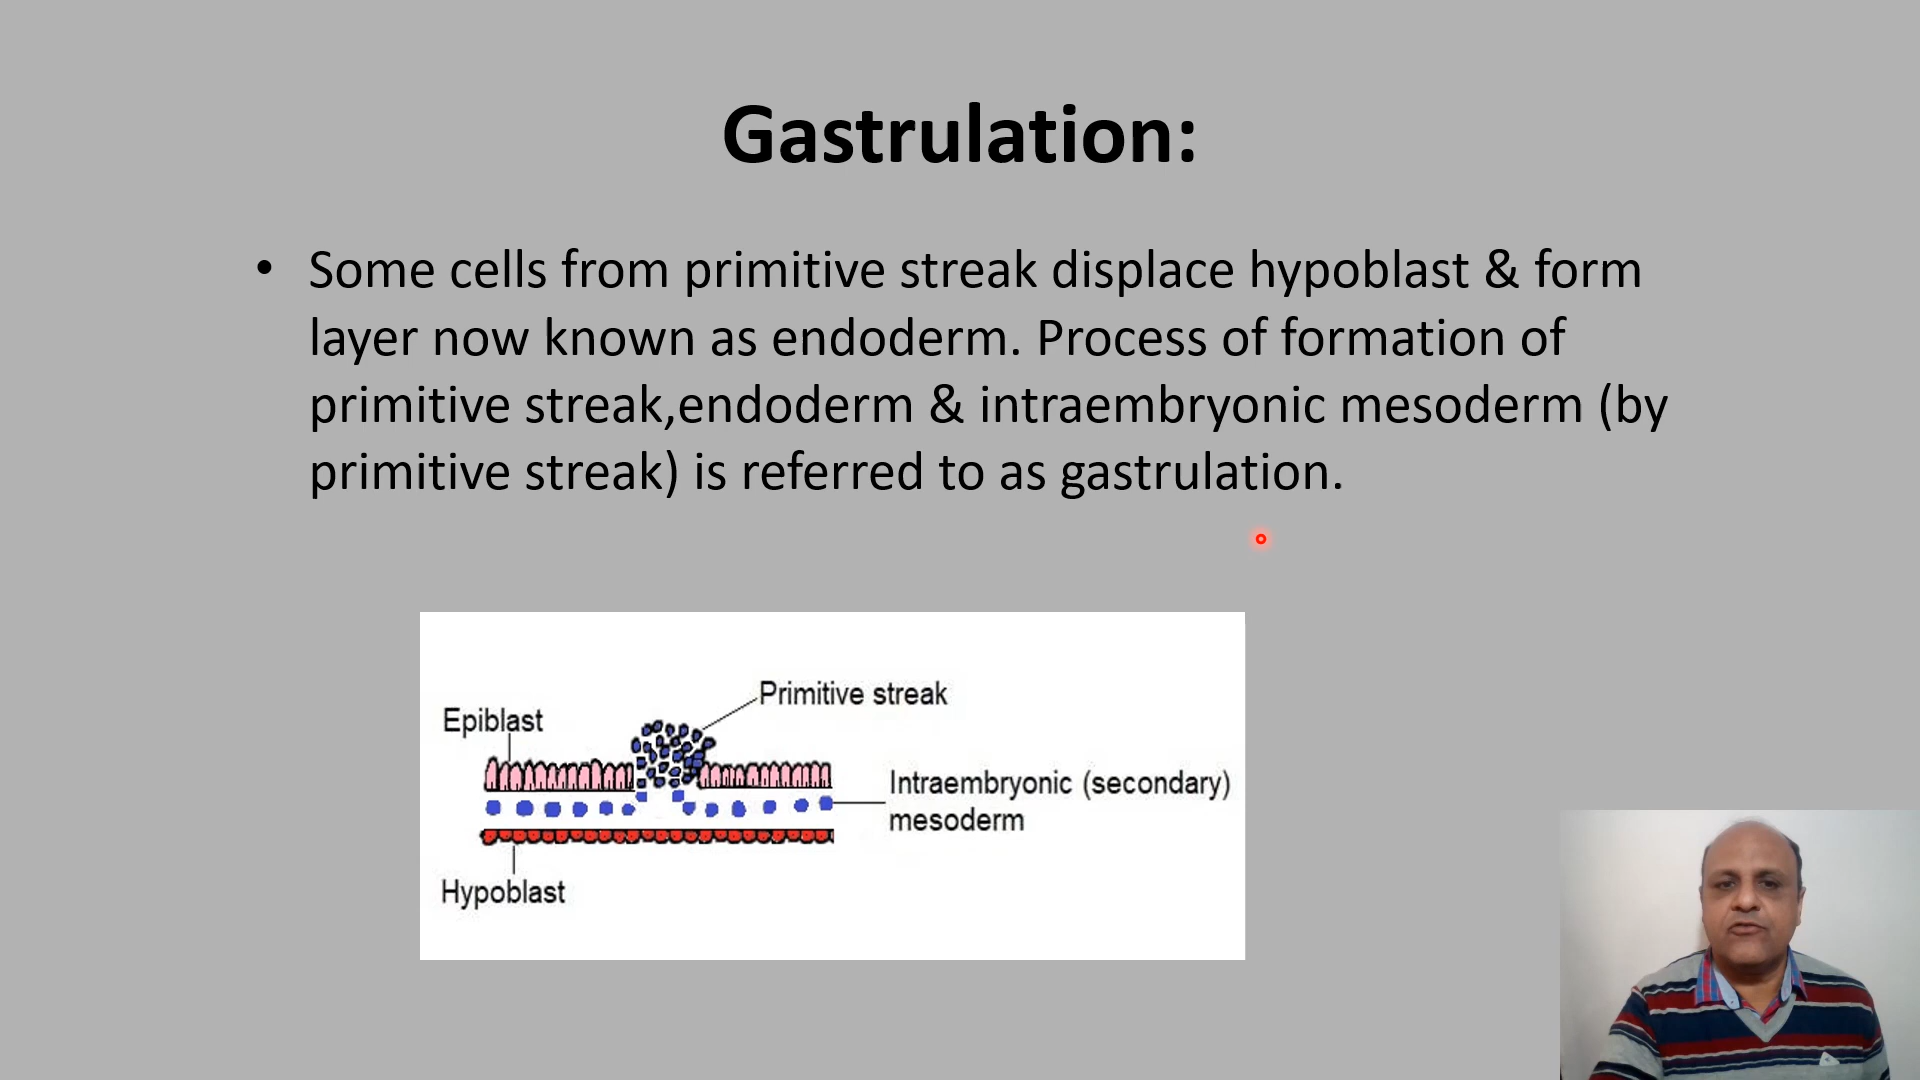 Gastrulation:
• Some cells from primitive streak displace hypoblast & form
layer now known as endoderm. Process of formation of
primitive streak,endoderm & intraembryonic mesoderm (by
primitive streak) is referred to as gastrulation.
Primitive streak
Epiblast
Intraembryonic (secondary)
mesoderm
Hypoblast